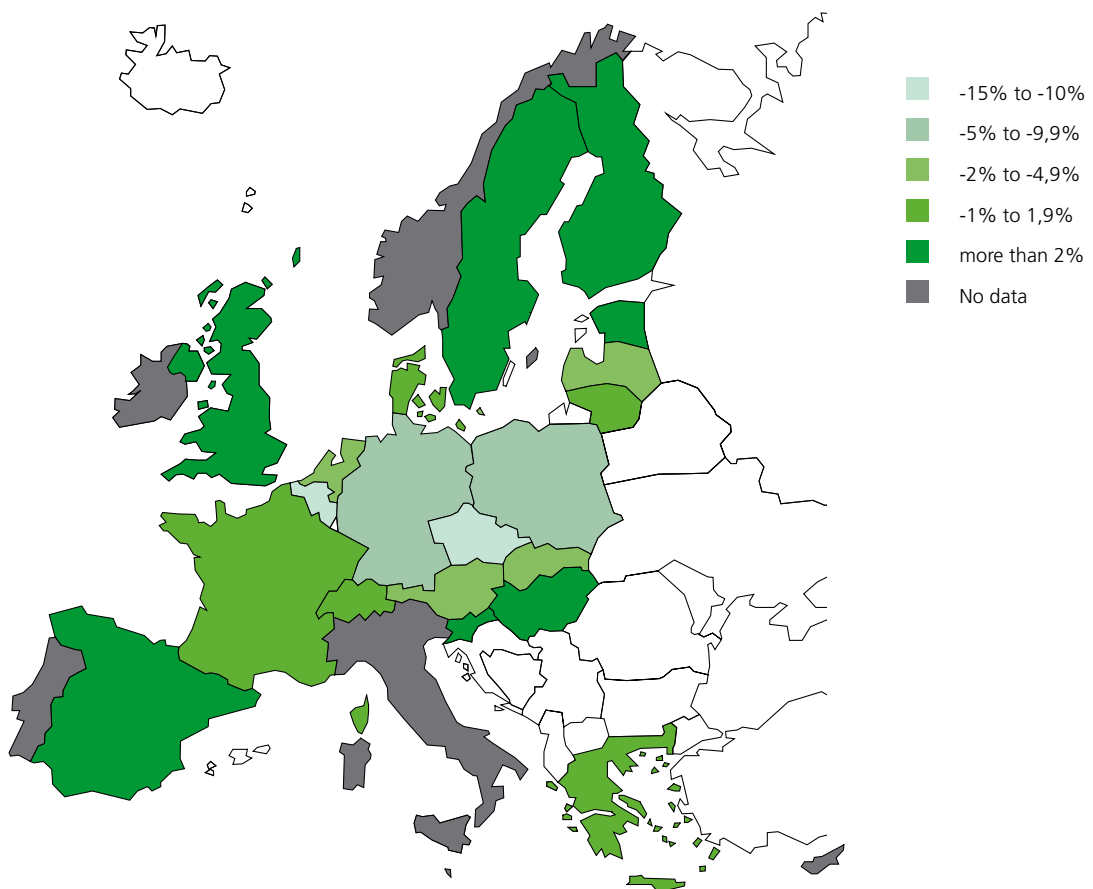 -15% to -10%
-5% to -9,9%
-2% to -4,9%
-1% to 1,9%
more than 2%
No data